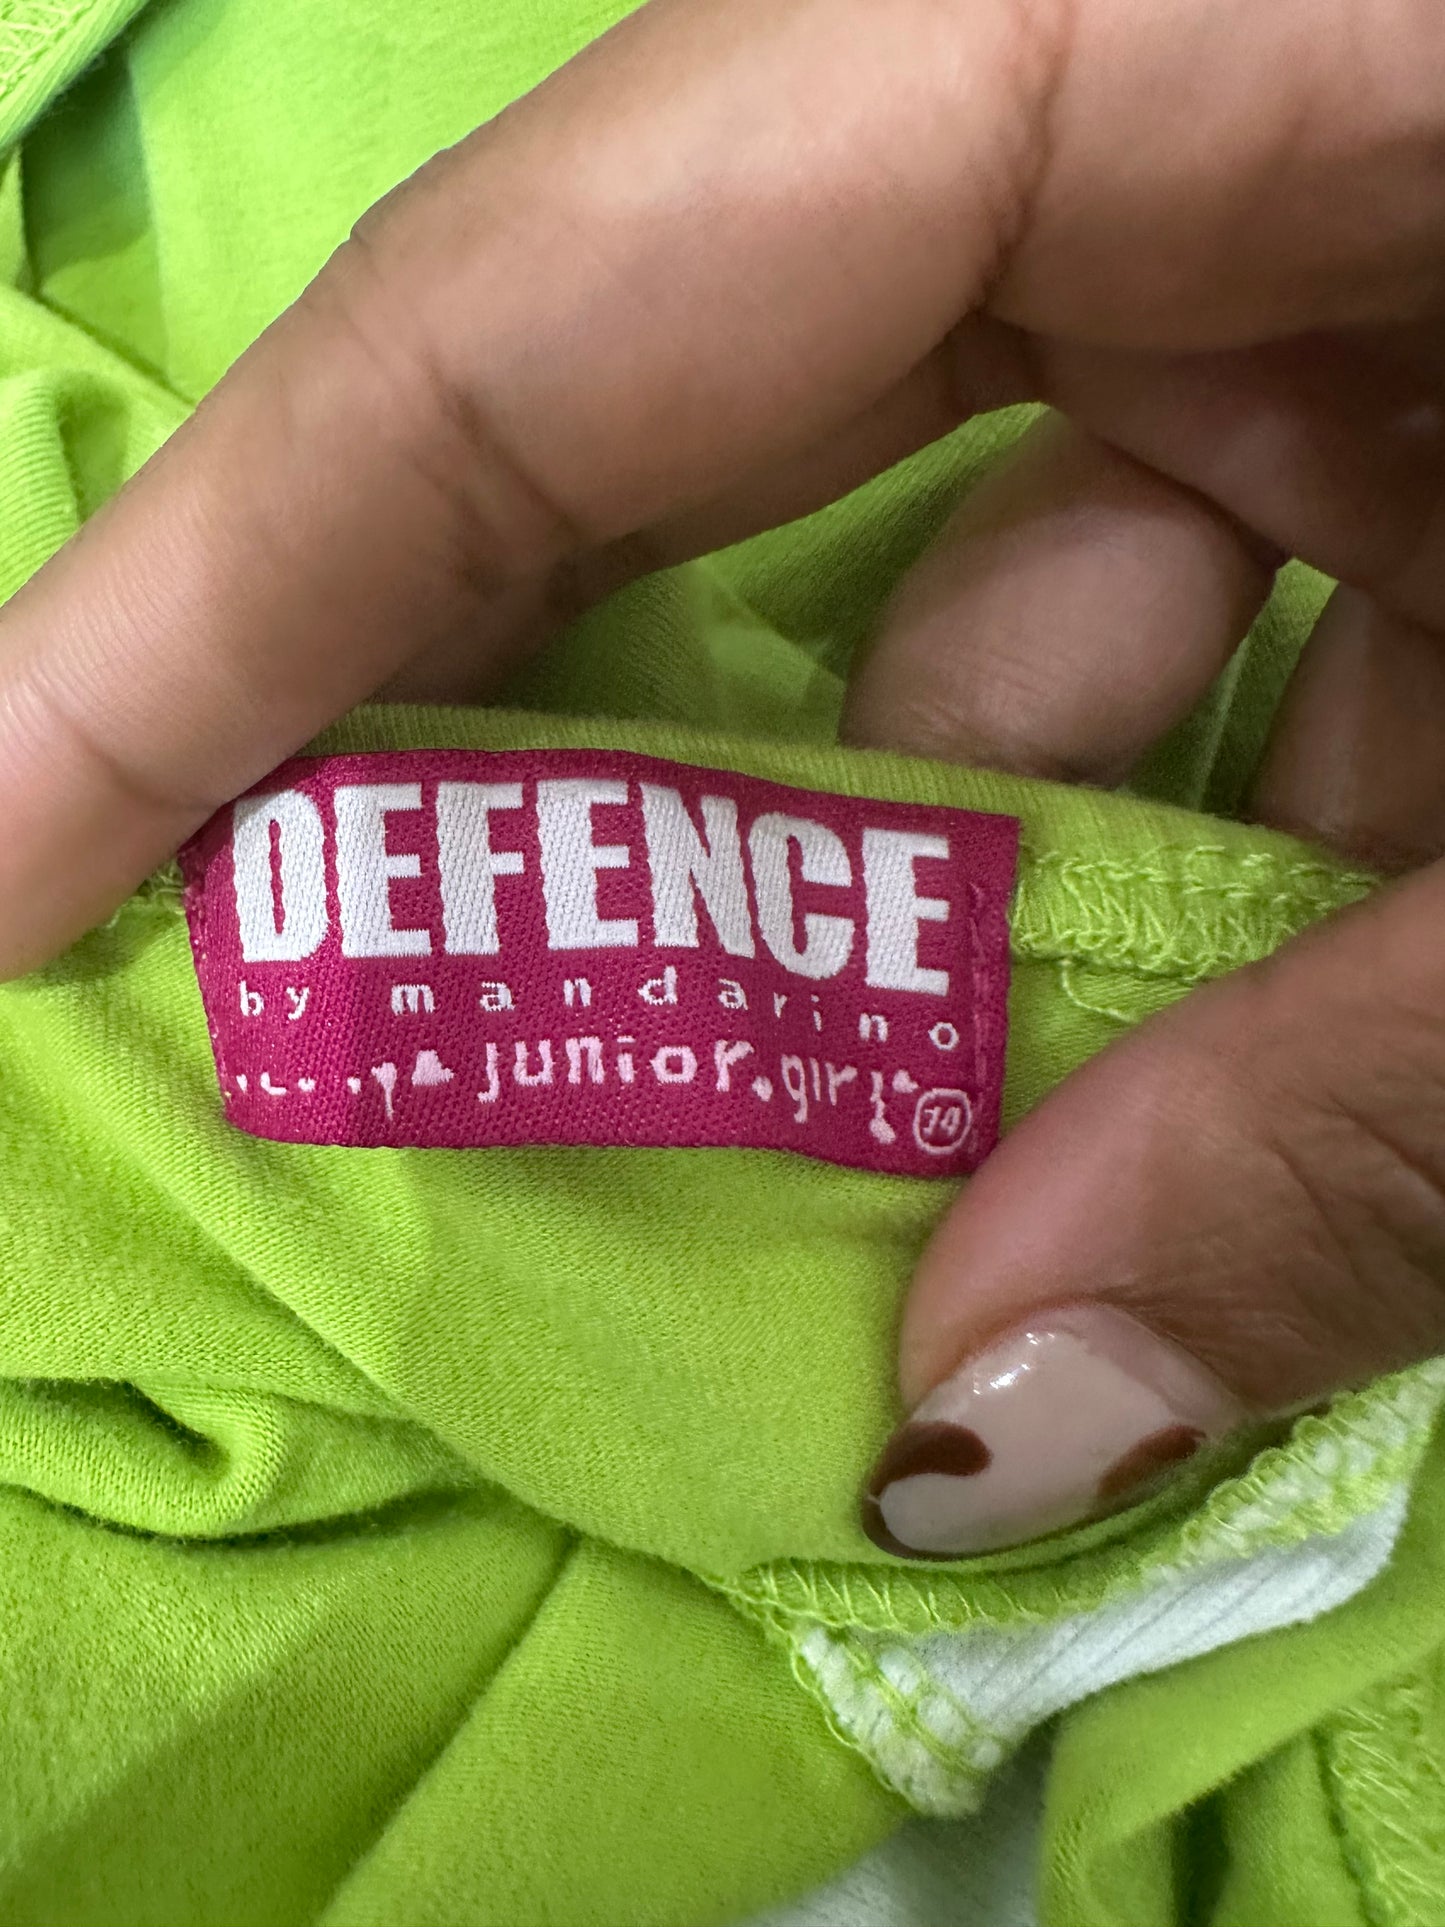 DEFENCE
by mandarino
junior.girl
14